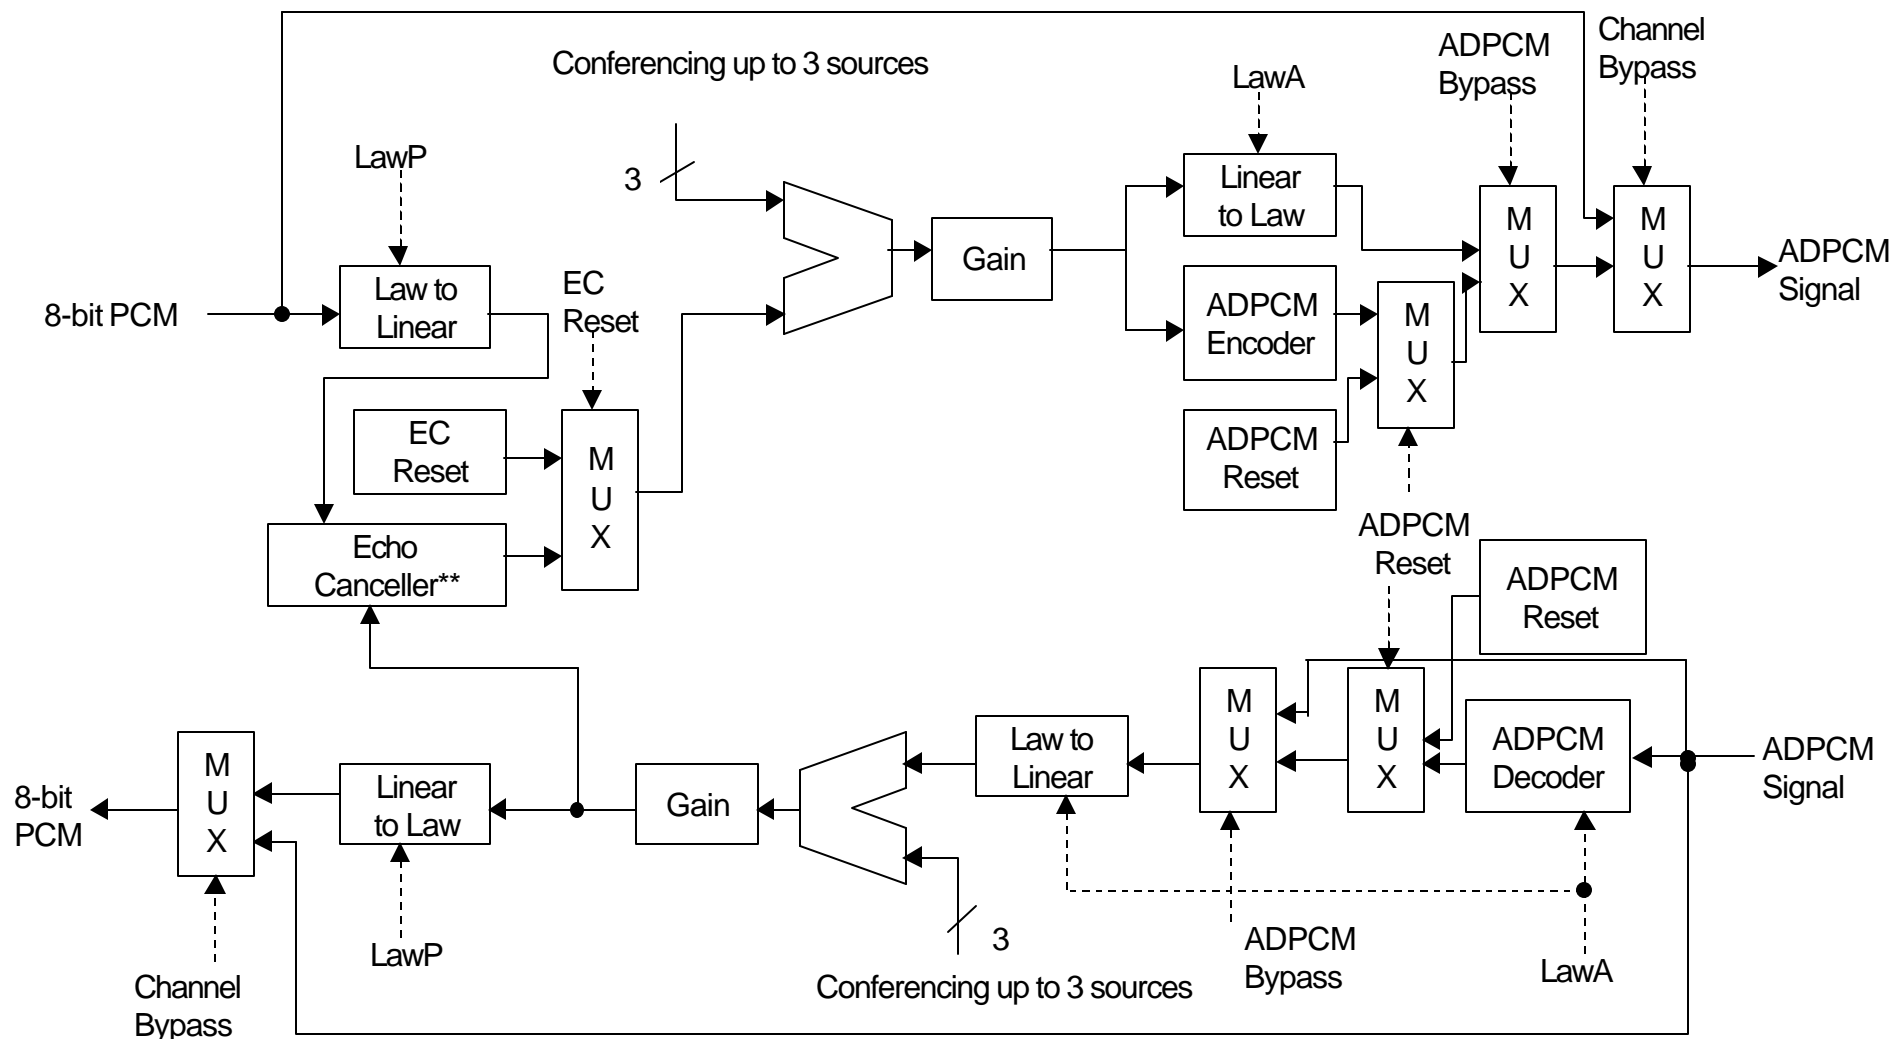 Conferencing up to 3 sources
ADPCM
Bypass
Channel
Bypass
LawA
LawP
3
Linear
to Law
M
U
X
M
U
X
8-bit PCM
Law to
Linear
EC
Reset
Gain
ADPCM
Encoder
M
U
X
ADPCM
Signal
EC
Reset
M
U
X
ADPCM
Reset
Echo
Canceller**
ADPCM
Reset
ADPCM
Reset
8-bit
PCM
M
U
X
Linear
to Law
Gain
Law to
Linear
M
U
X
M
U
X
ADPCM
Decoder
ADPCM
Signal
Channel
Bypass
LawP
3
Conferencing up to 3 sources
ADPCM
Bypass
LawA